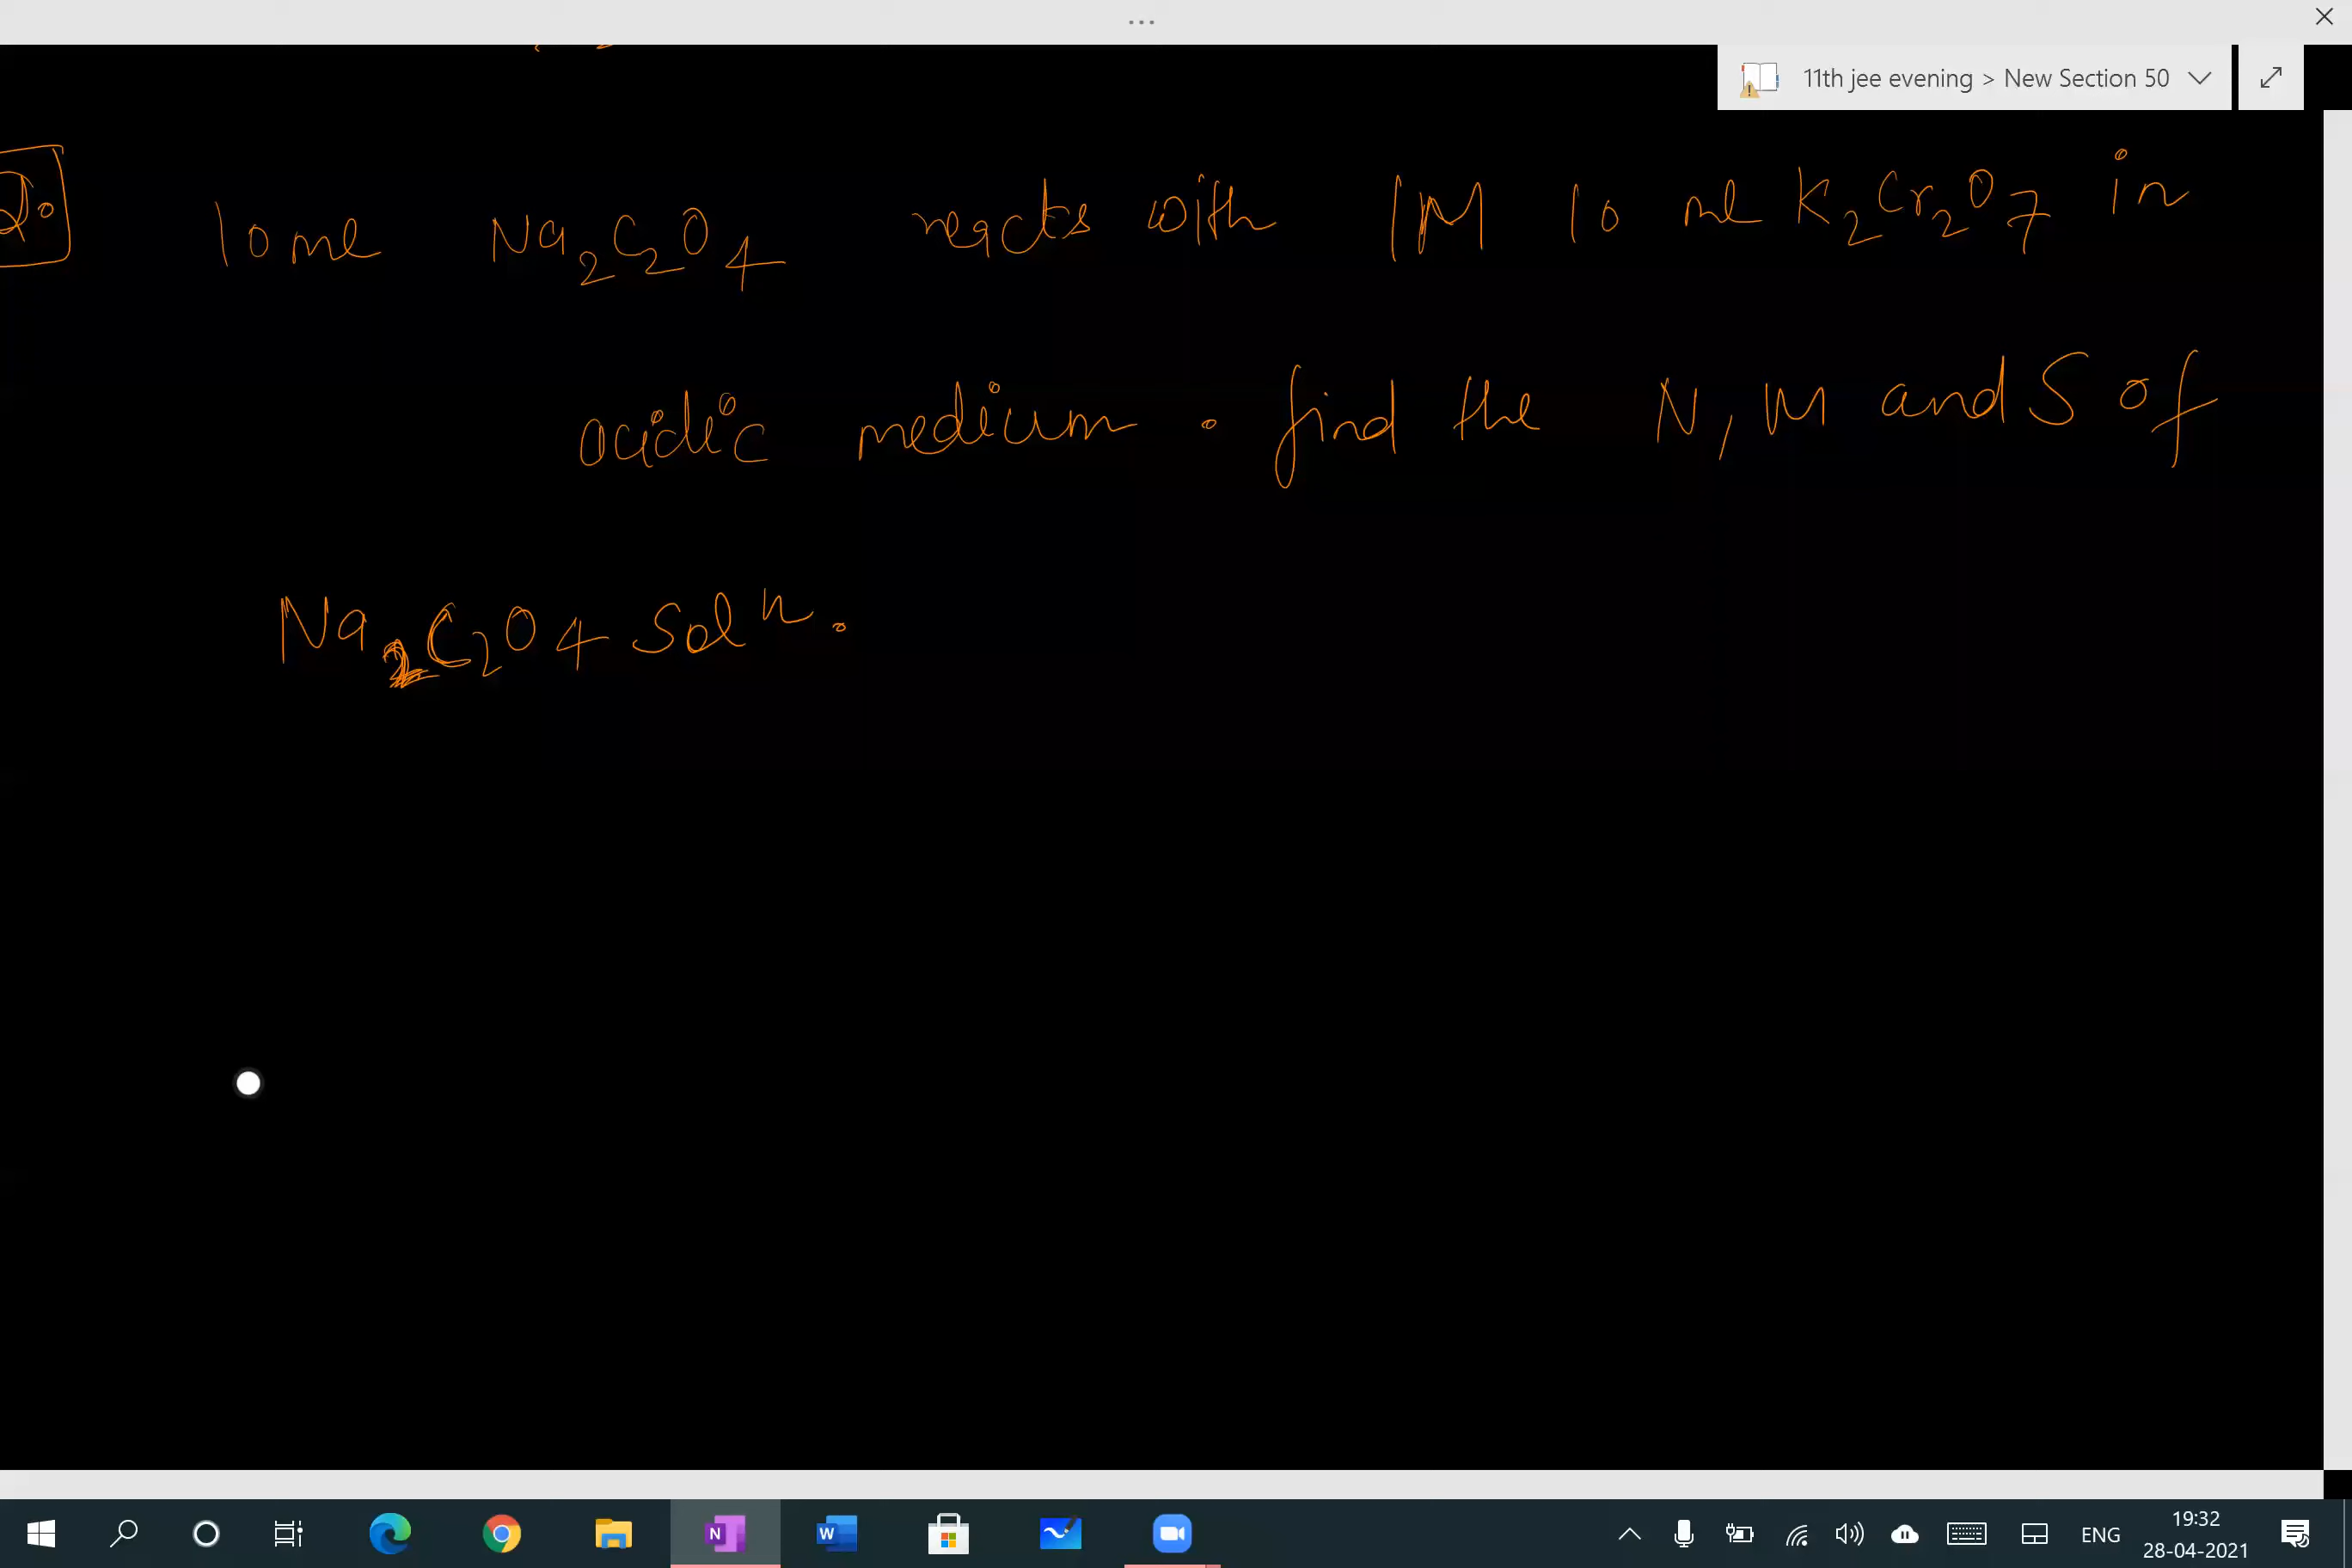 11th jee evening > New Section 50
Q.
10 ml Na2C2O4 reacts with 1M 10 ml K2Cr2O7 in
acidic medium. find the N, M and S of
Na2C2O4 Solⁿ.
ENG
19:32
28-04-2021